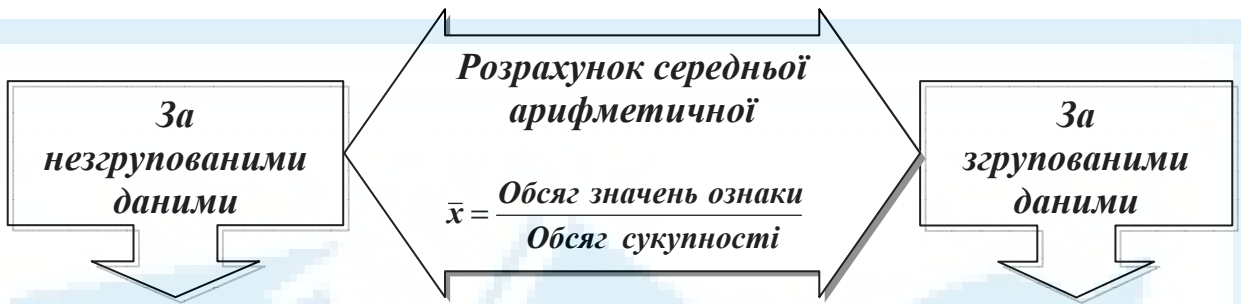 Розрахунок середньої
арифметичної
x̄ = Обсяг значень ознаки / Обсяг сукупності
За
незгрупованими
даними
За
згрупованими
даними